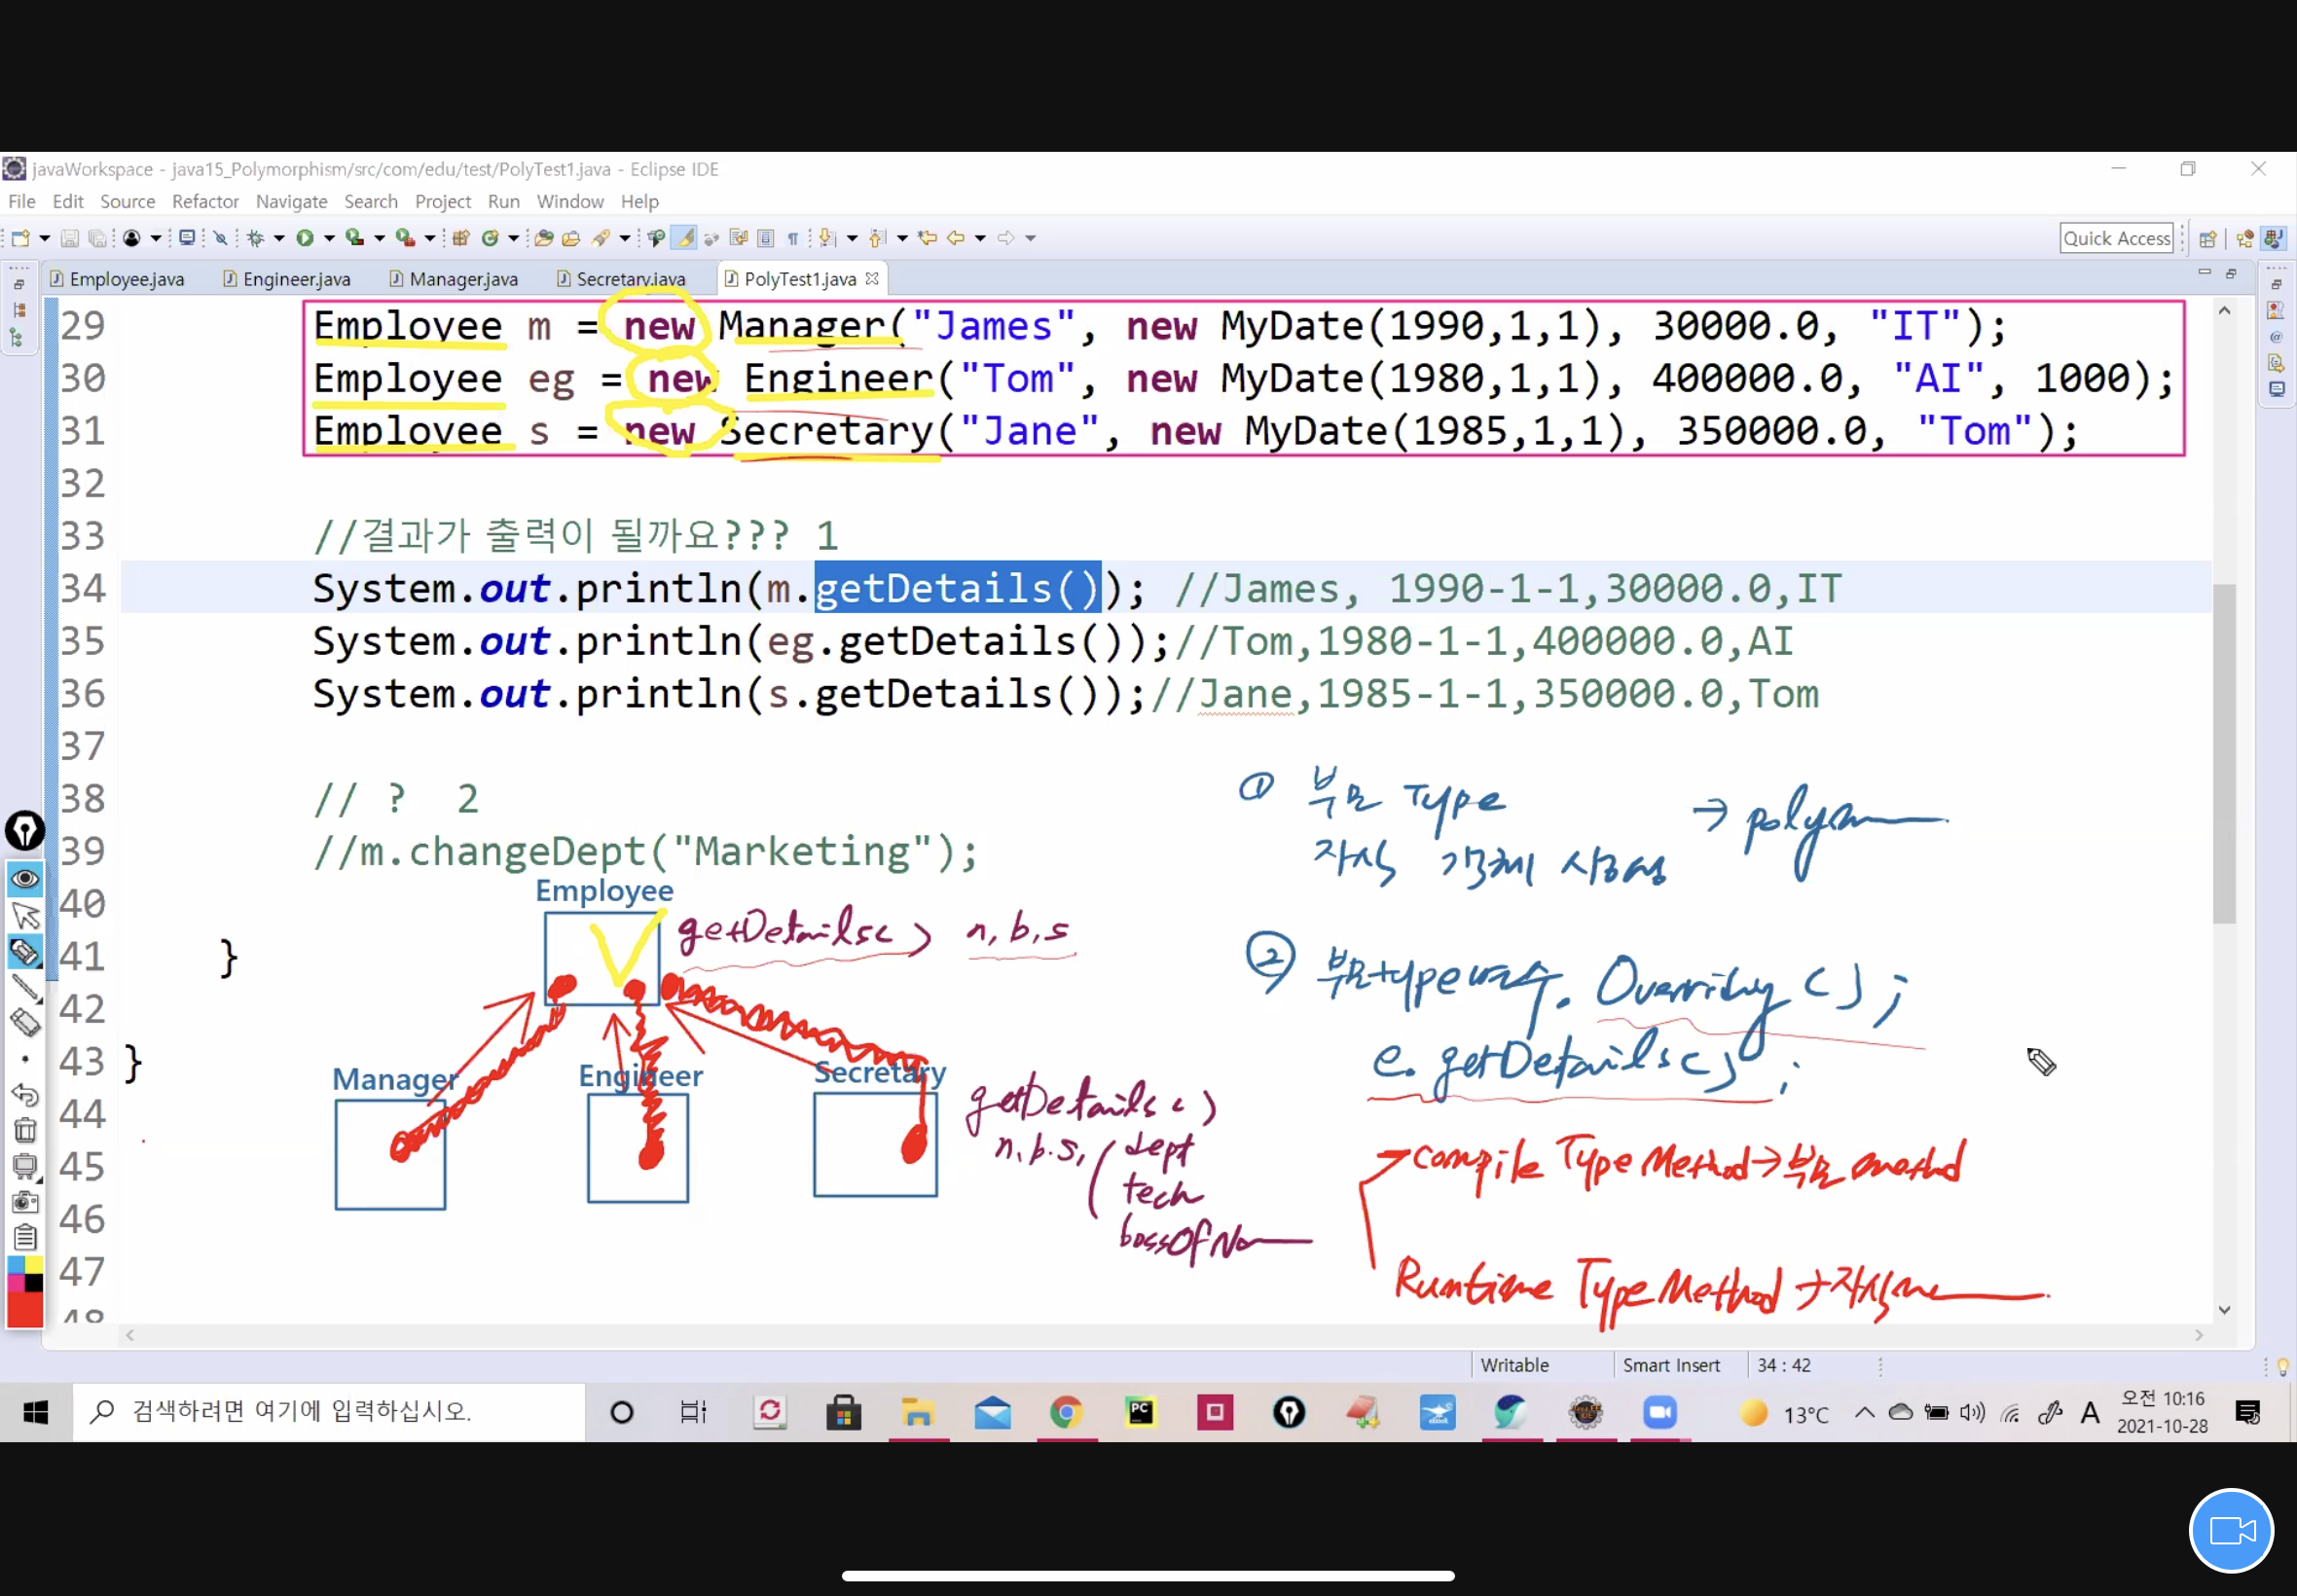 javaWorkspace - java15_Polymorphism/src/com/edu/test/PolyTest1.java - Eclipse IDE
File Edit Source Refactor Navigate Search Project Run Window Help
Quick Access
Employee.java Engineer.java Manager.java Secretary.java PolyTest1.java
29 Employee m = new Manager("James", new MyDate(1990,1,1), 30000.0, "IT");
30 Employee eg = new Engineer("Tom", new MyDate(1980,1,1), 400000.0, "AI", 1000);
31 Employee s = new Secretary("Jane", new MyDate(1985,1,1), 350000.0, "Tom");
32
33 //결과가 출력이 될까요??? 1
34 System.out.println(m.getDetails()); //James, 1990-1-1,30000.0,IT
35 System.out.println(eg.getDetails());//Tom,1980-1-1,400000.0,AI
36 System.out.println(s.getDetails());//Jane,1985-1-1,350000.0,Tom
37
38 // ? 2
39 //m.changeDept("Marketing");
40
41 }
42
43 }
44
45
46
47
48
Employee
getDetails() n, b, s
Manager Engineer Secretary
getDetails()
n, b, s, dept
tech
① 부모 Type
자식 객체 생성
→
② 부모type 변수. Overriding();
e. getDetails();
→ Compile Type Method → 부모 method
Runtime Type Method → 자식
Writable Smart Insert 34 : 42
검색하려면 여기에 입력하십시오.
PC
13°C
A
오전 10:16
2021-10-28